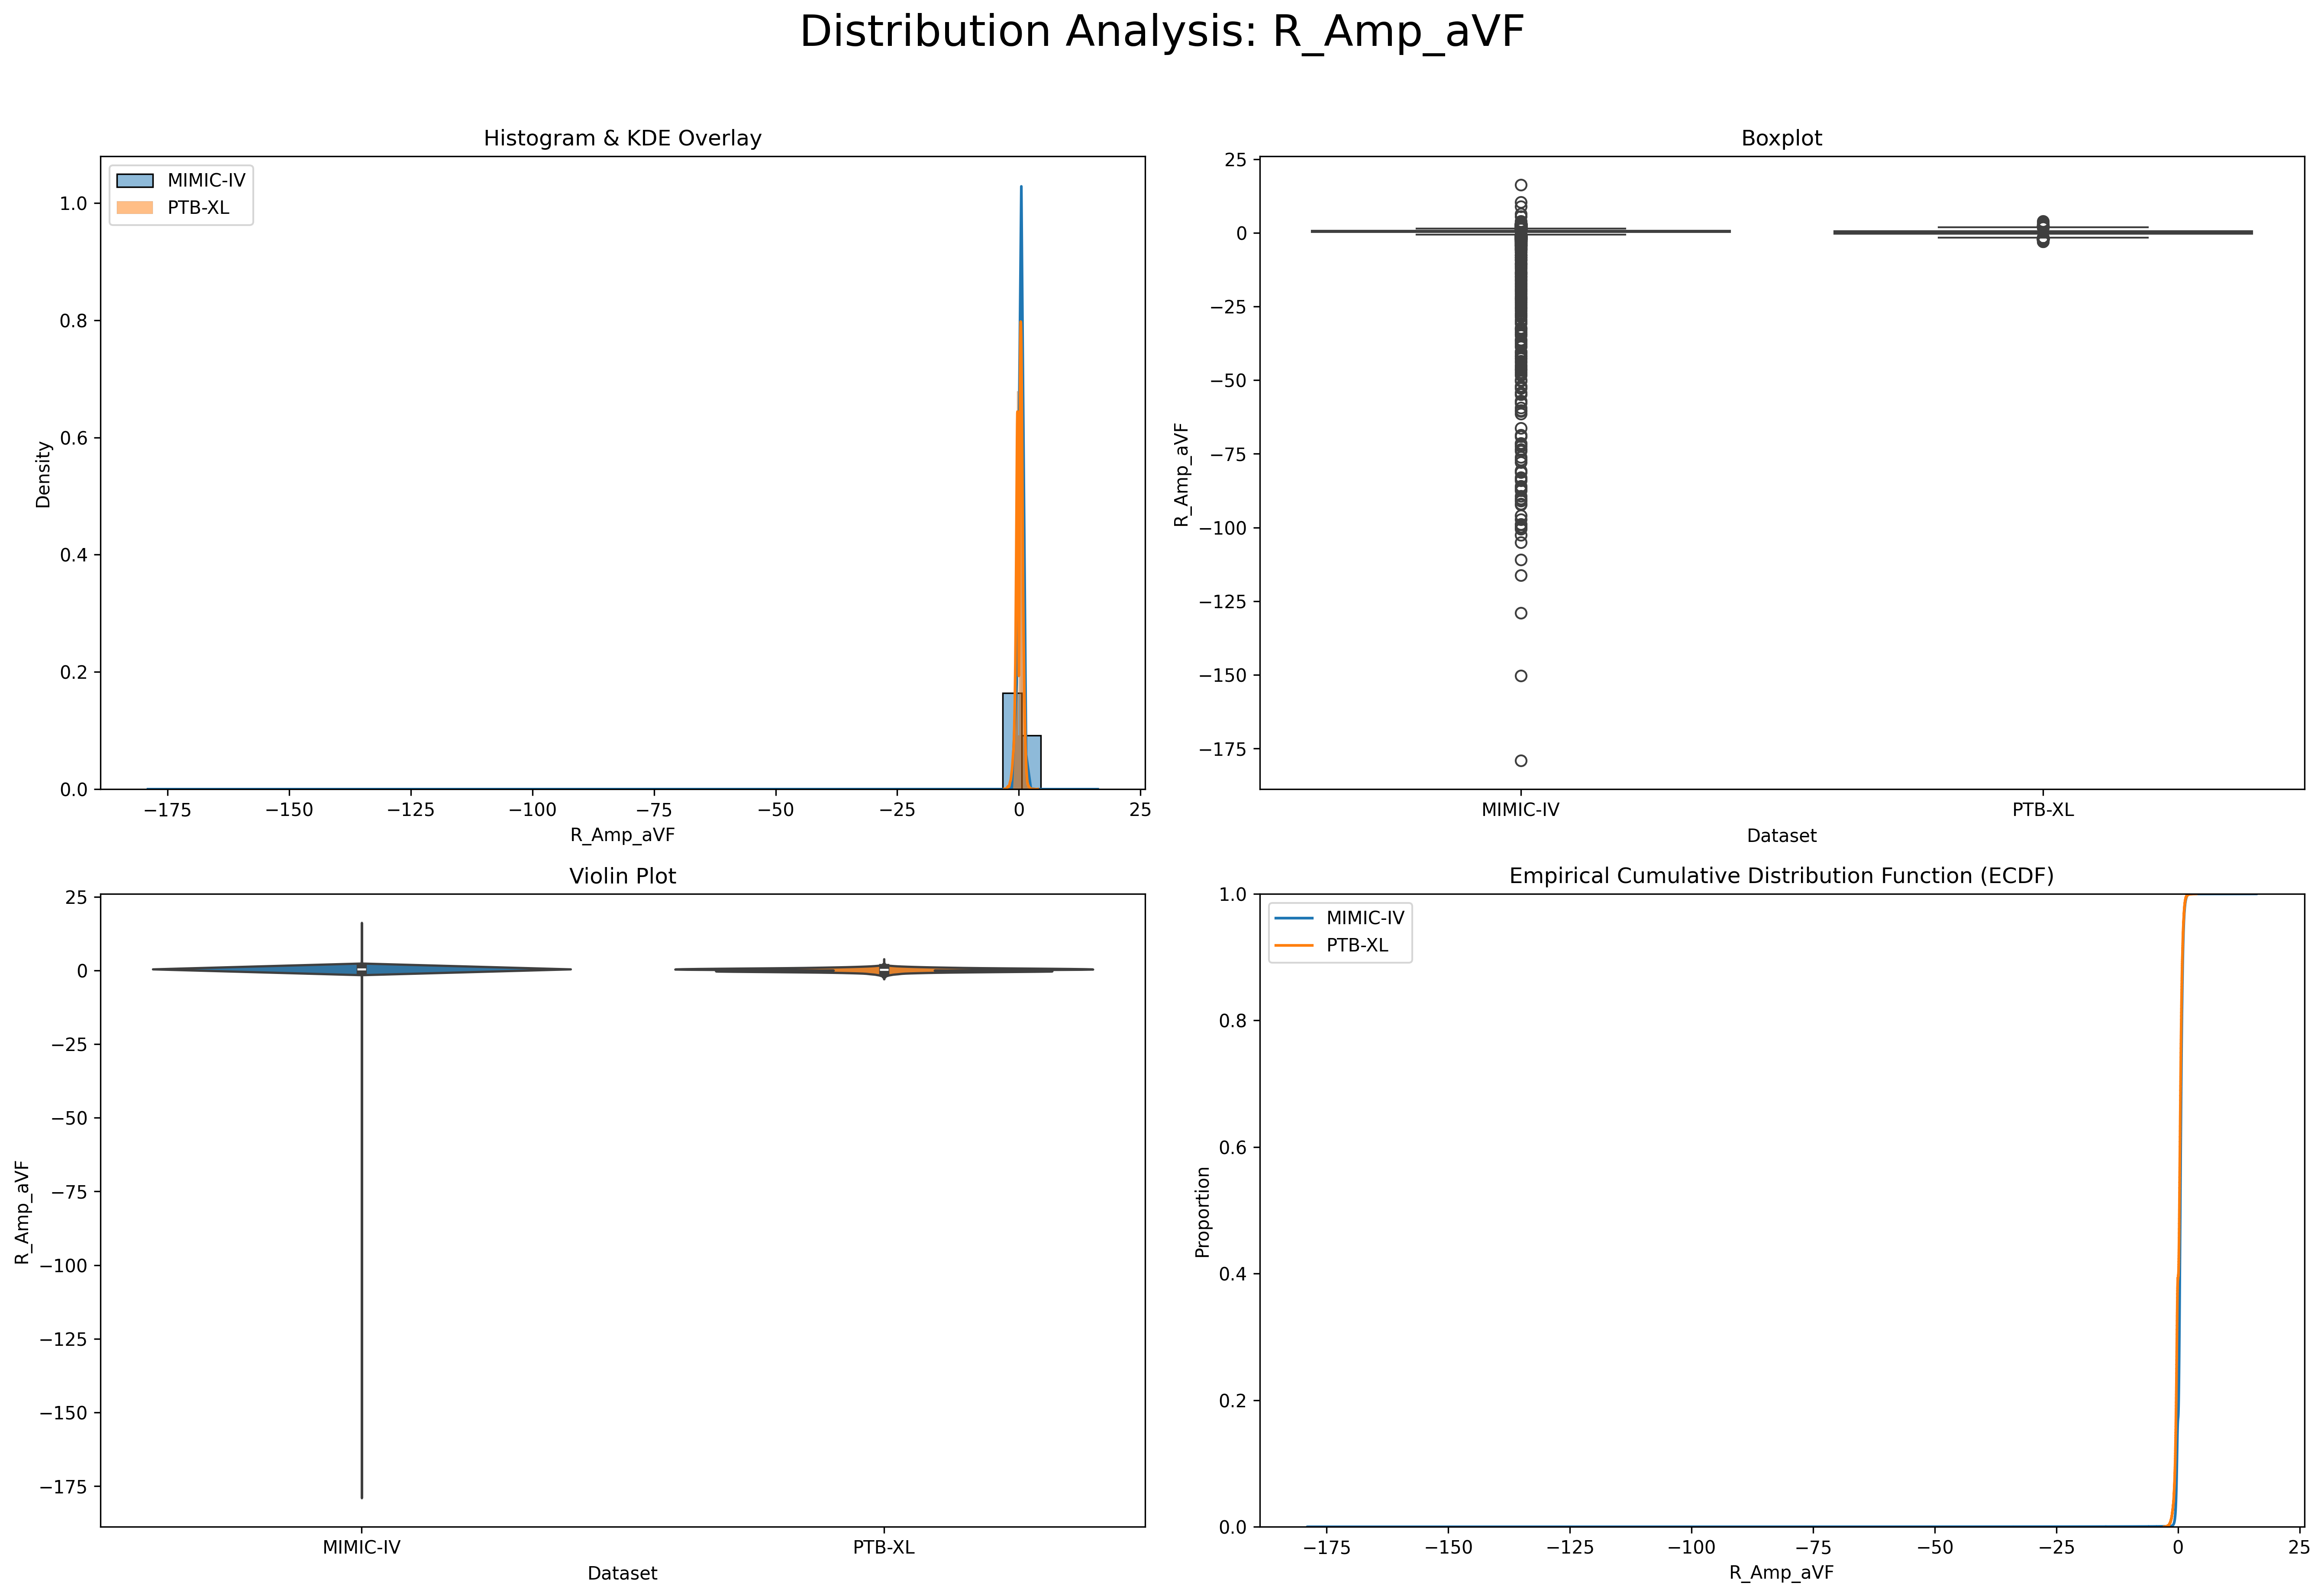 Distribution Analysis: R_Amp_aVF
Histogram & KDE Overlay
MIMIC-IV
PTB-XL
1.0
0.8
0.6
0.4
0.2
0.0
Density
−175
−150
−125
−100
−75
−50
−25
0
25
R_Amp_aVF
Boxplot
25
0
−25
−50
−75
−100
−125
−150
−175
R_Amp_aVF
MIMIC-IV
PTB-XL
Dataset
Violin Plot
25
0
−25
−50
−75
−100
−125
−150
−175
R_Amp_aVF
MIMIC-IV
PTB-XL
Dataset
Empirical Cumulative Distribution Function (ECDF)
MIMIC-IV
PTB-XL
1.0
0.8
0.6
0.4
0.2
0.0
Proportion
−175
−150
−125
−100
−75
−50
−25
0
25
R_Amp_aVF